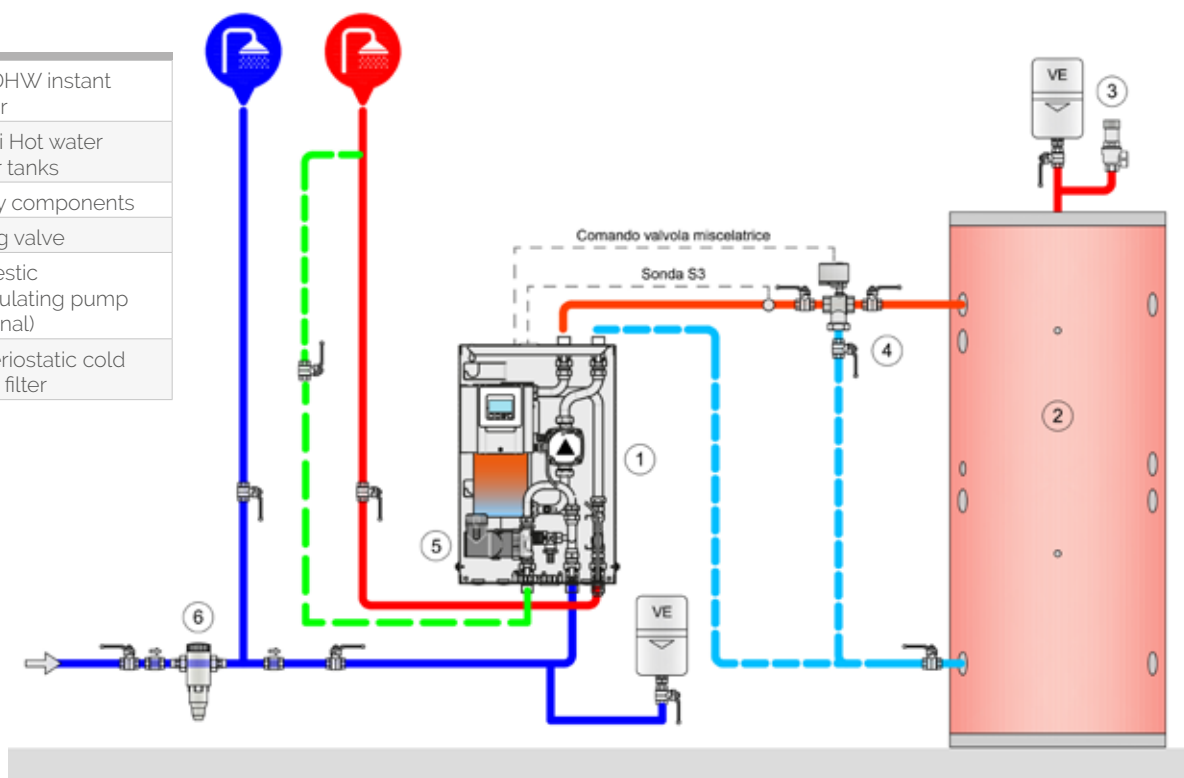 DHW instant
r
i Hot water
r tanks
y components
g valve
estic
ulating pump
nal)
eriostatic cold
filter
VE
3
Comando valvola miscelatrice
Sonda S3
4
2
1
5
VE
6